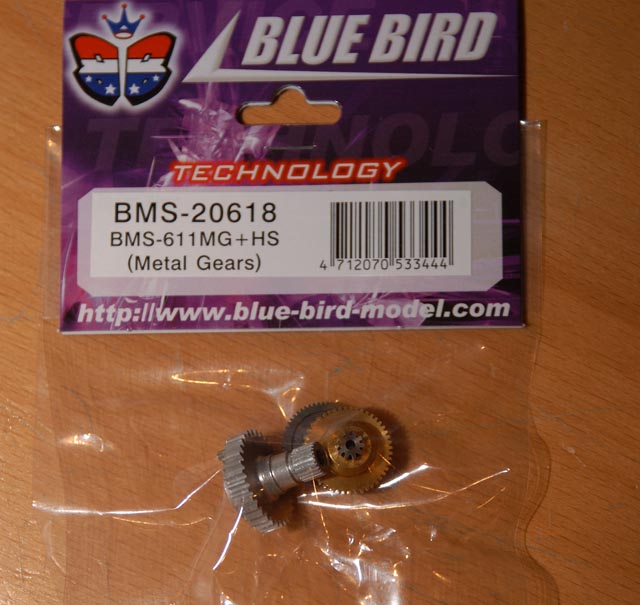 BLUE BIRD
TECHNOLOGY
TECHNOLOGY
BMS-20618
BMS-611MG+HS
(Metal Gears)
4 712070 533444
http://www.blue-bird-model.com